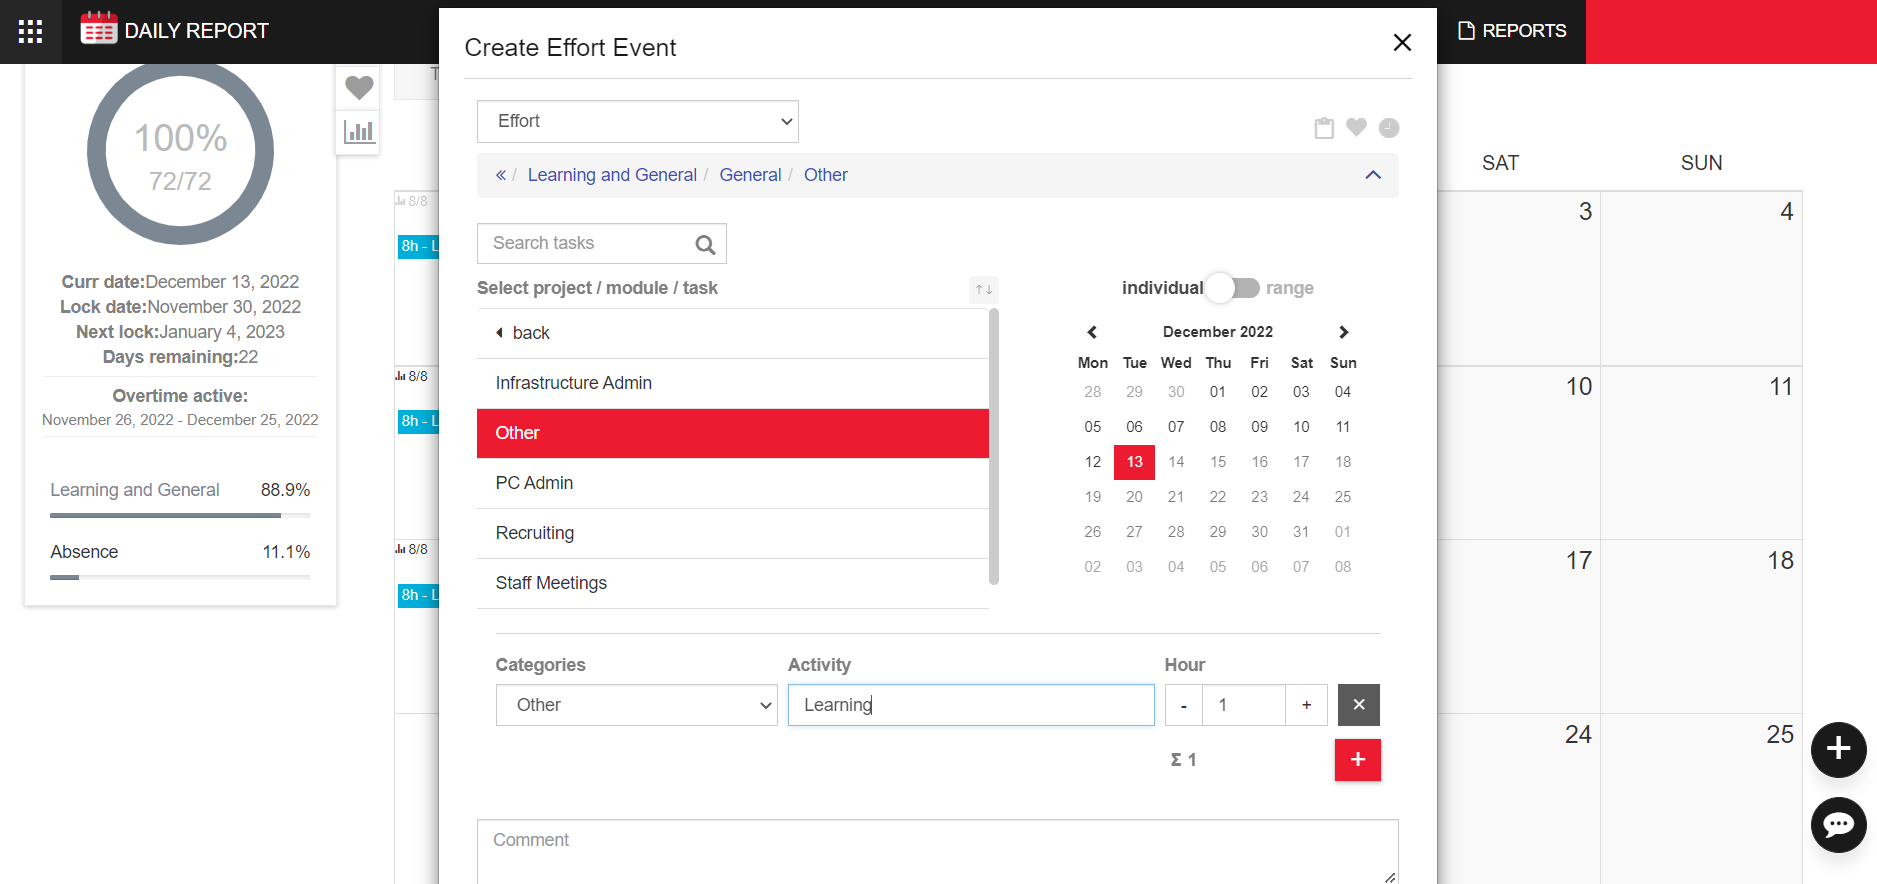 DAILY REPORT
REPORTS
100%
72/72
Curr date:December 13, 2022
Lock date:November 30, 2022
Next lock:January 4, 2023
Days remaining:22
Overtime active:
November 26, 2022 - December 25, 2022
Learning and General 88.9%
Absence 11.1%
T
8/8
8h - L
8/8
8h - L
8/8
8h - L
Create Effort Event
Effort
« / Learning and General / General / Other
Search tasks
Select project / module / task
back
Infrastructure Admin
Other
PC Admin
Recruiting
Staff Meetings
individual range
December 2022
Mon Tue Wed Thu Fri Sat Sun
28 29 30 01 02 03 04
05 06 07 08 09 10 11
12 13 14 15 16 17 18
19 20 21 22 23 24 25
26 27 28 29 30 31 01
02 03 04 05 06 07 08
Categories Activity Hour
Other Learning - 1 + ×
Σ 1 +
Comment
SAT SUN
3 4
10 11
17 18
24 25